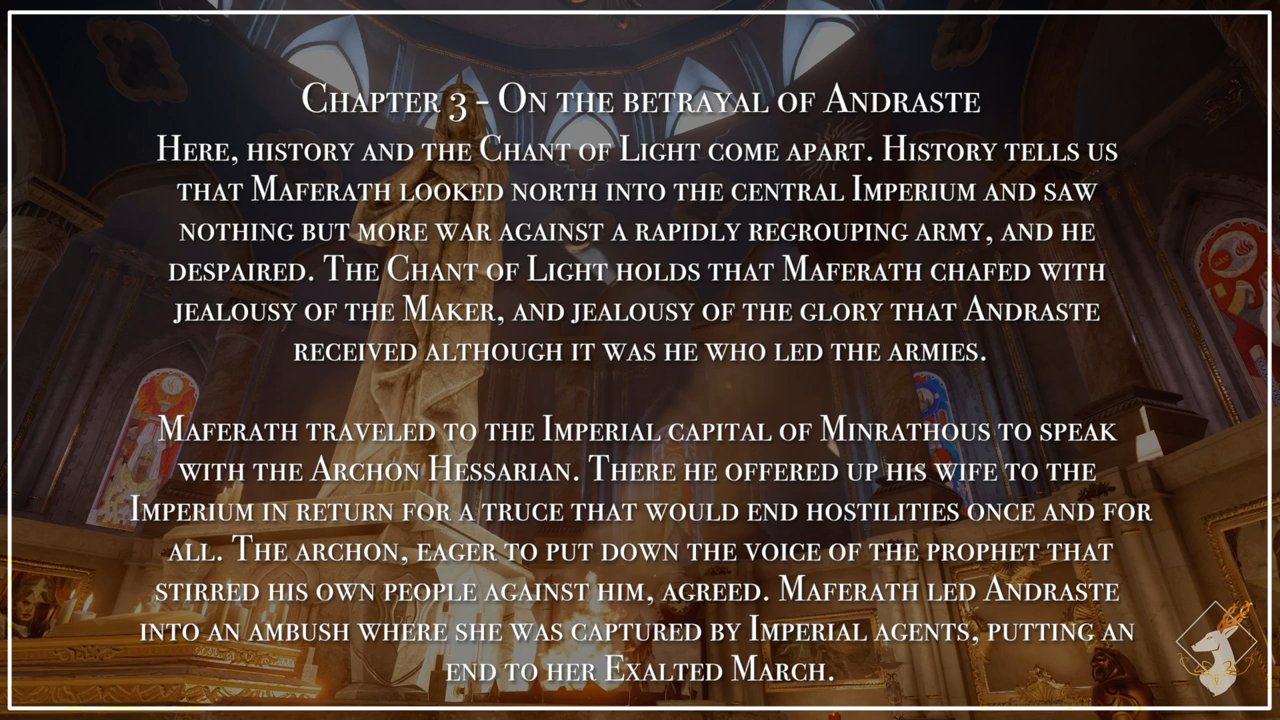 Chapter 3 - On the betrayal of Andraste
Here, history and the Chant of Light come apart. History tells us
that Maferath looked north into the central Imperium and saw
nothing but more war against a rapidly regrouping army, and he
despaired. The Chant of Light holds that Maferath chafed with
jealousy of the Maker, and jealousy of the glory that Andraste
received although it was he who led the armies.
Maferath traveled to the Imperial capital of Minrathous to speak
with the Archon Hessarian. There he offered up his wife to the
Imperium in return for a truce that would end hostilities once and for
all. The archon, eager to put down the voice of the prophet that
stirred his own people against him, agreed. Maferath led Andraste
into an ambush where she was captured by Imperial agents, putting an
end to her Exalted March.